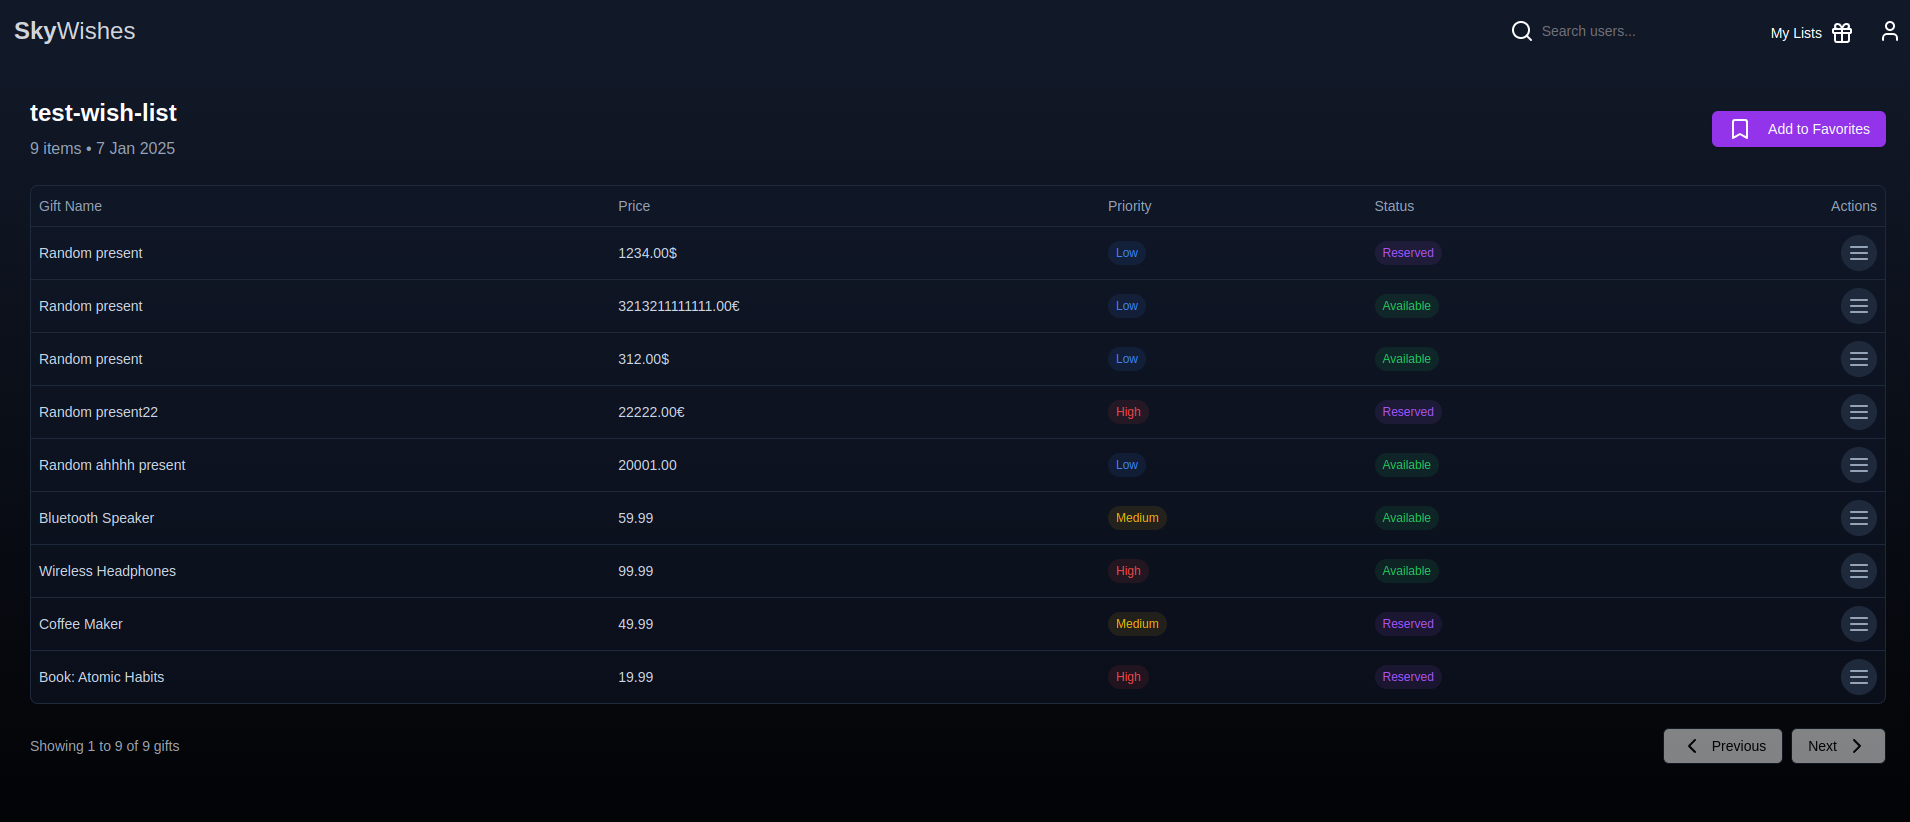 SkyWishes Search users... My Lists
test-wish-list
9 items • 7 Jan 2025 Add to Favorites
Gift Name Price Priority Status Actions
Random present 1234.00$ Low Reserved
Random present 3213211111111.00€ Low Available
Random present 312.00$ Low Available
Random present22 22222.00€ High Reserved
Random ahhhh present 20001.00 Low Available
Bluetooth Speaker 59.99 Medium Available
Wireless Headphones 99.99 High Available
Coffee Maker 49.99 Medium Reserved
Book: Atomic Habits 19.99 High Reserved
Showing 1 to 9 of 9 gifts Previous Next